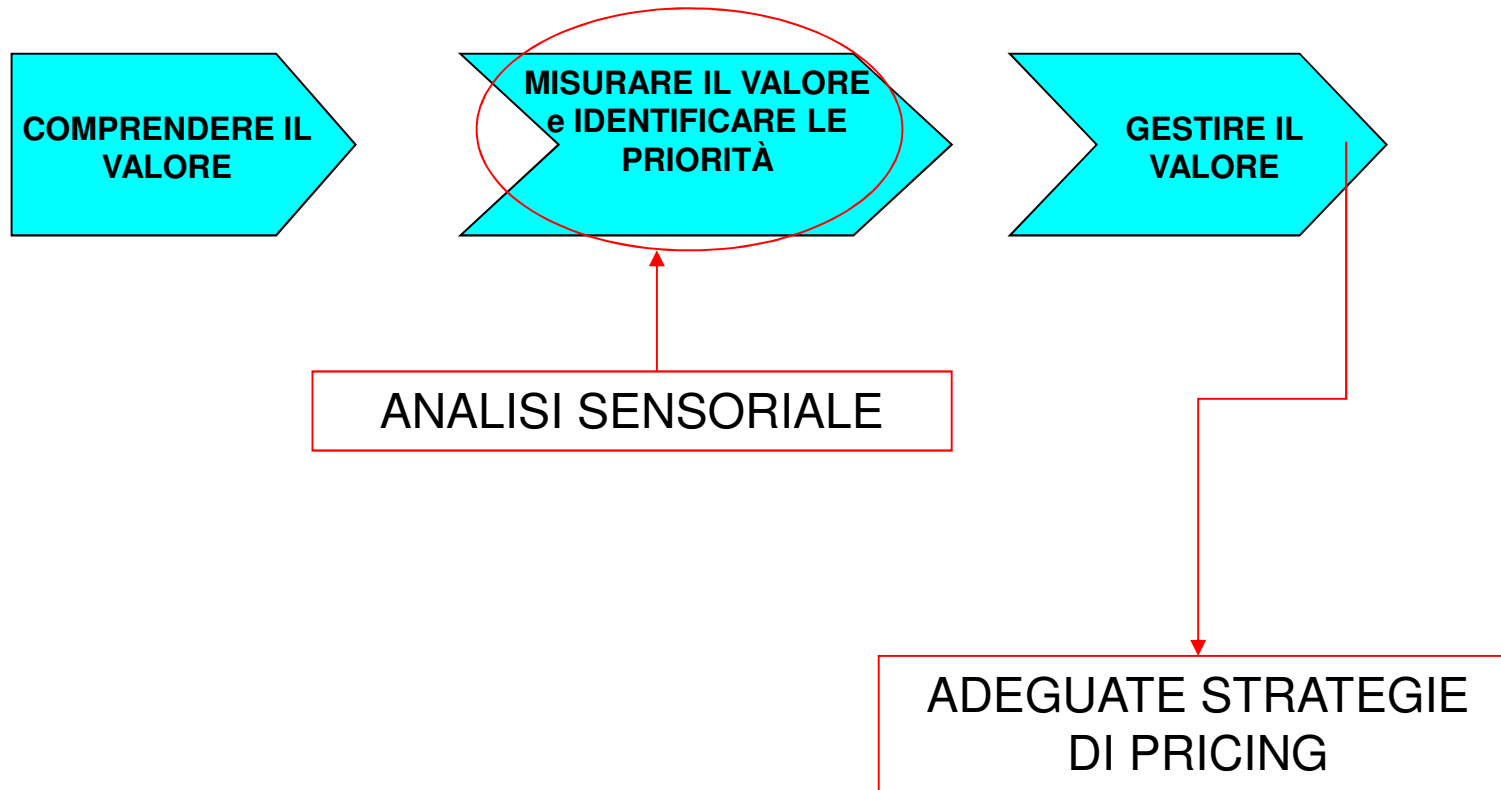 COMPRENDERE IL
VALORE
MISURARE IL VALORE
e IDENTIFICARE LE
PRIORITÀ
GESTIRE IL
VALORE
ANALISI SENSORIALE
ADEGUATE STRATEGIE
DI PRICING